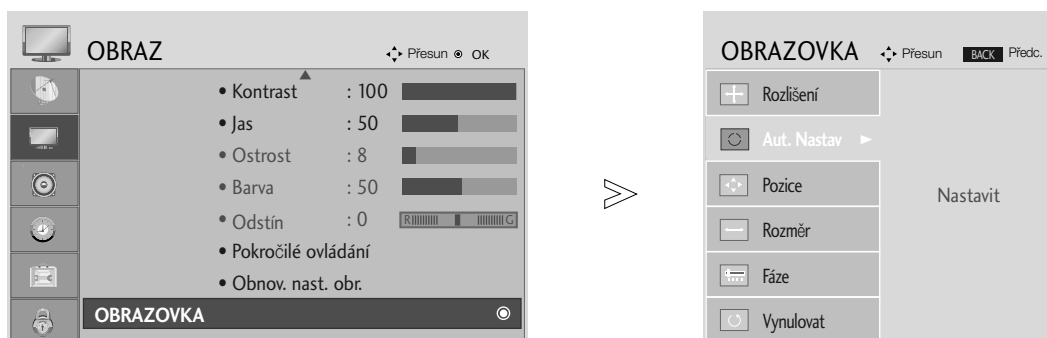 OBRAZ Přesun OK
• Kontrast : 100
• Jas : 50
• Ostrost : 8
• Barva : 50
• Odstín : 0 R G
• Pokročilé ovládání
• Obnov. nast. obr.
OBRAZOVKA
OBRAZOVKA Přesun BACK Předc.
Rozlišení
Aut. Nastav ►
Pozice
Rozměr
Fáze
Vynulovat
Nastavit